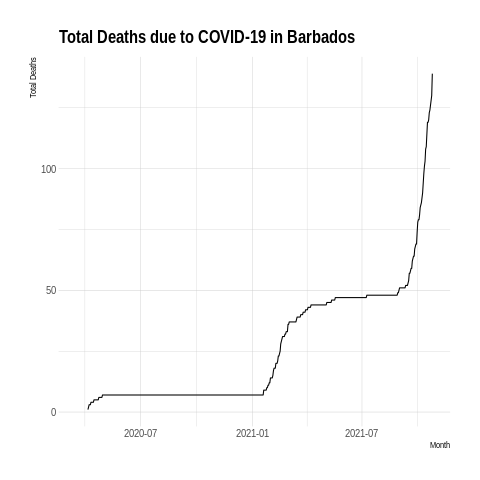 Total Deaths due to COVID-19 in Barbados
Total Deaths
100
50
0
2020-07 2021-01 2021-07
Month